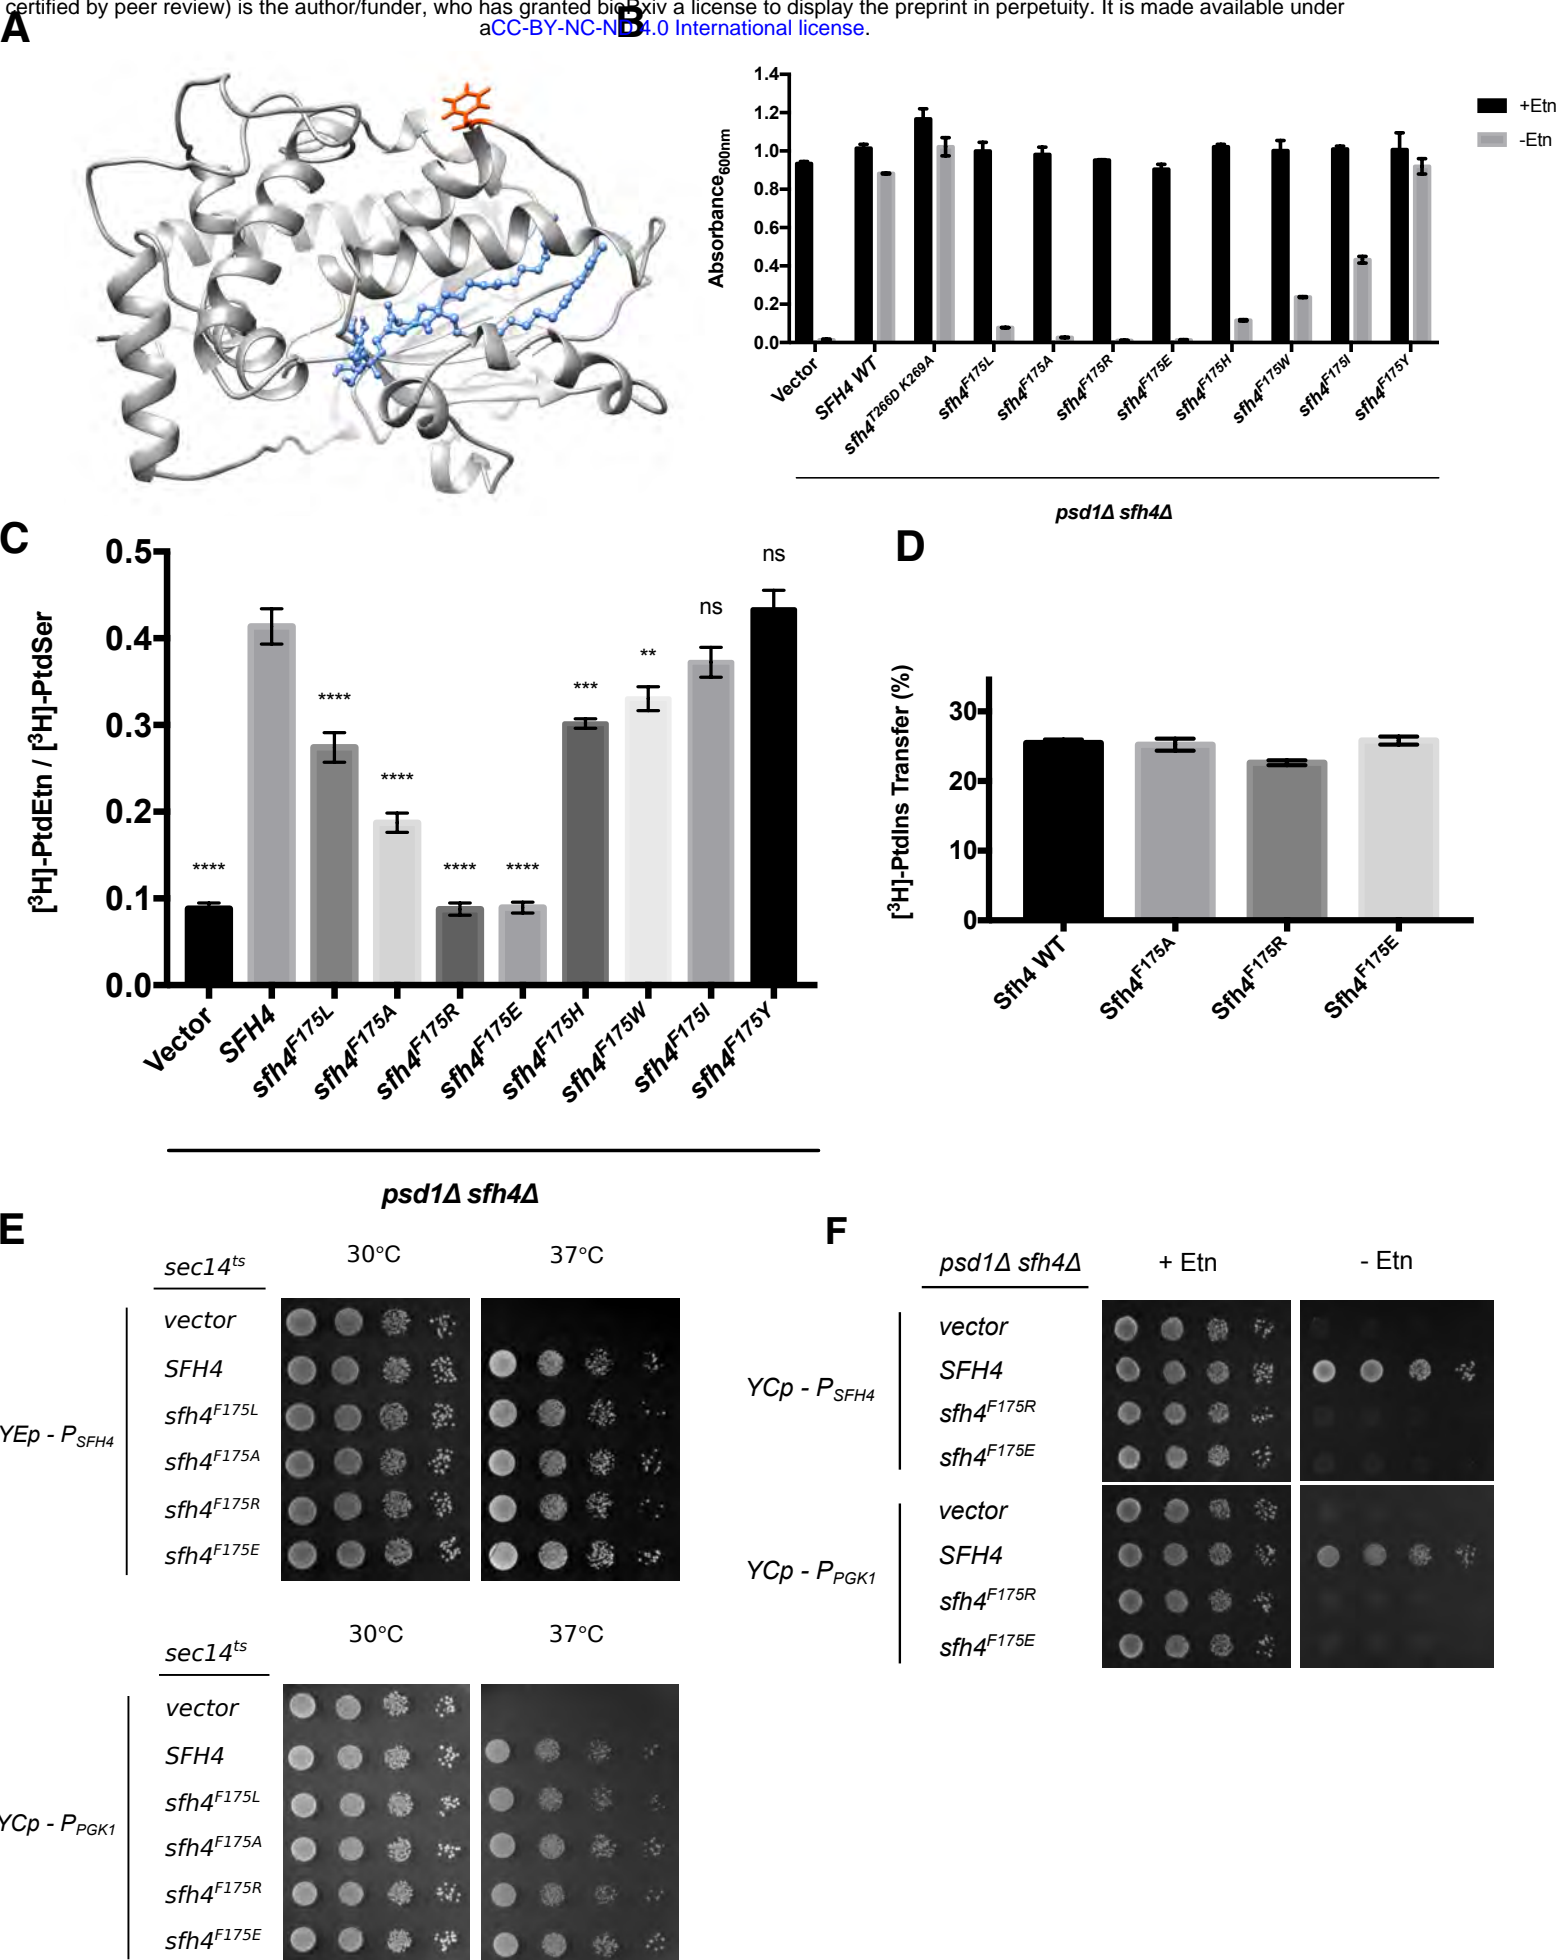 certified by peer review) is the author/funder, who has granted bioRxiv a license to display the preprint in perpetuity. It is made available under
aCC-BY-NC-ND 4.0 International license.
A
B
1.4
1.2
1.0
0.8
0.6
0.4
0.2
0.0
Absorbance600nm
+Etn
-Etn
Vector
SFH4 WT
sfh4T266D K269A
sfh4F175L
sfh4F175A
sfh4F175R
sfh4F175E
sfh4F175H
sfh4F175W
sfh4F175I
sfh4F175Y
psd1Δ sfh4Δ
C
0.5
0.4
0.3
0.2
0.1
0.0
[3H]-PtdEtn / [3H]-PtdSer
****
****
****
****
****
***
**
ns
ns
Vector
SFH4
sfh4F175L
sfh4F175A
sfh4F175R
sfh4F175E
sfh4F175H
sfh4F175W
sfh4F175I
sfh4F175Y
psd1Δ sfh4Δ
D
30
20
10
0
[3H]-PtdIns Transfer (%)
Sfh4 WT
Sfh4F175A
Sfh4F175R
Sfh4F175E
E
sec14ts 30°C 37°C
vector
SFH4
sfh4F175L
sfh4F175A
sfh4F175R
sfh4F175E
YEp - PSFH4
sec14ts 30°C 37°C
vector
SFH4
sfh4F175L
sfh4F175A
sfh4F175R
sfh4F175E
YCp - PPGK1
F
psd1Δ sfh4Δ + Etn - Etn
vector
SFH4
sfh4F175R
sfh4F175E
YCp - PSFH4
vector
SFH4
sfh4F175R
sfh4F175E
YCp - PPGK1